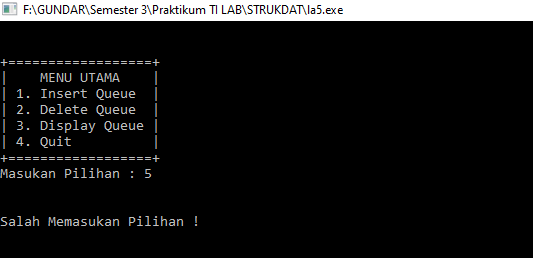 F:\GUNDAR\Semester 3\Praktikum TI LAB\STRUKDAT\la5.exe
+==================+
|    MENU UTAMA    |
| 1. Insert Queue  |
| 2. Delete Queue  |
| 3. Display Queue |
| 4. Quit          |
+==================+
Masukan Pilihan : 5
Salah Memasukan Pilihan !